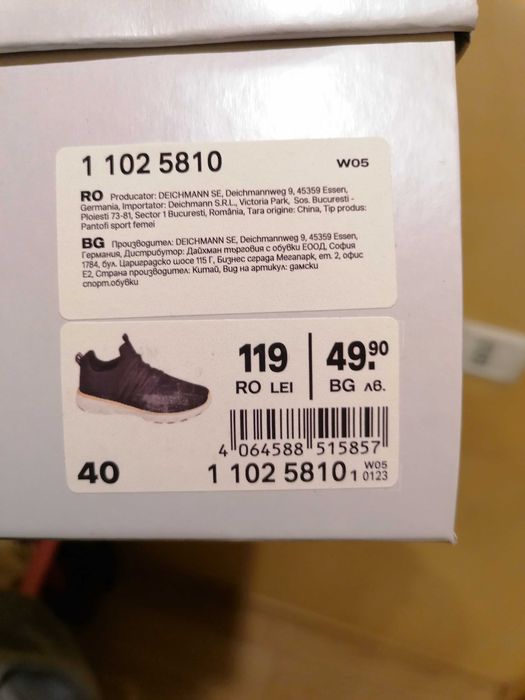 1 102 5810 W05
RO Producator: DEICHMANN SE, Deichmannweg 9, 45359 Essen,
Germania, Importator: Deichmann S.R.L., Victoria Park, Sos. Bucuresti -
Ploiesti 73-81, Sector 1 Bucuresti, România, Tara origine: China, Tip produs:
Pantofi sport femei
BG Производител: DEICHMANN SE, Deichmannweg 9, 45359 Essen,
Германия, Дистрибутор: Дайхман търговия с обувки ЕООД, София
1784, бул. Цариградско шосе 115 Г, Бизнес сграда Мегапарк, ет. 2, офис
Е2, Страна производител: Китай, Вид на артикул: дамски
спорт.обувки
119 49.90
RO LEI BG лв.
4 064588 515857
40 1 102 5810 1 W05 0123